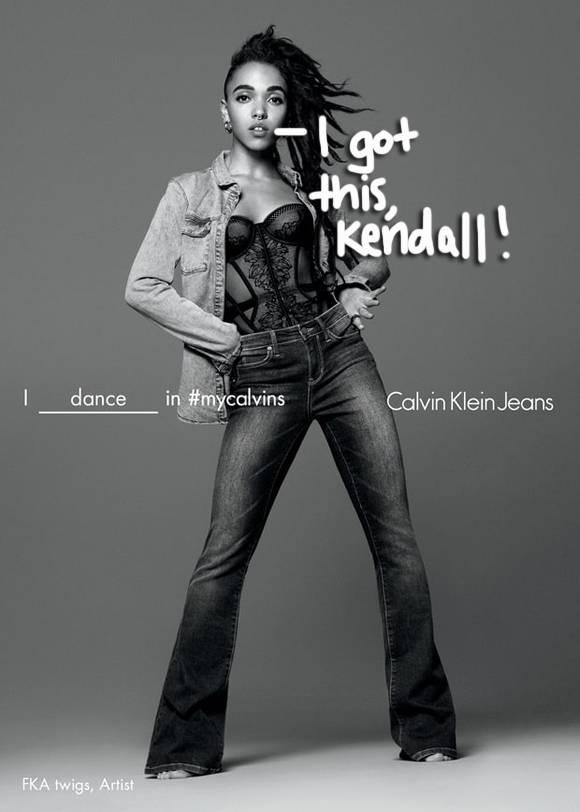 I got
this,
Kendall!
I dance in #mycalvins
Calvin Klein Jeans
FKA twigs, Artist